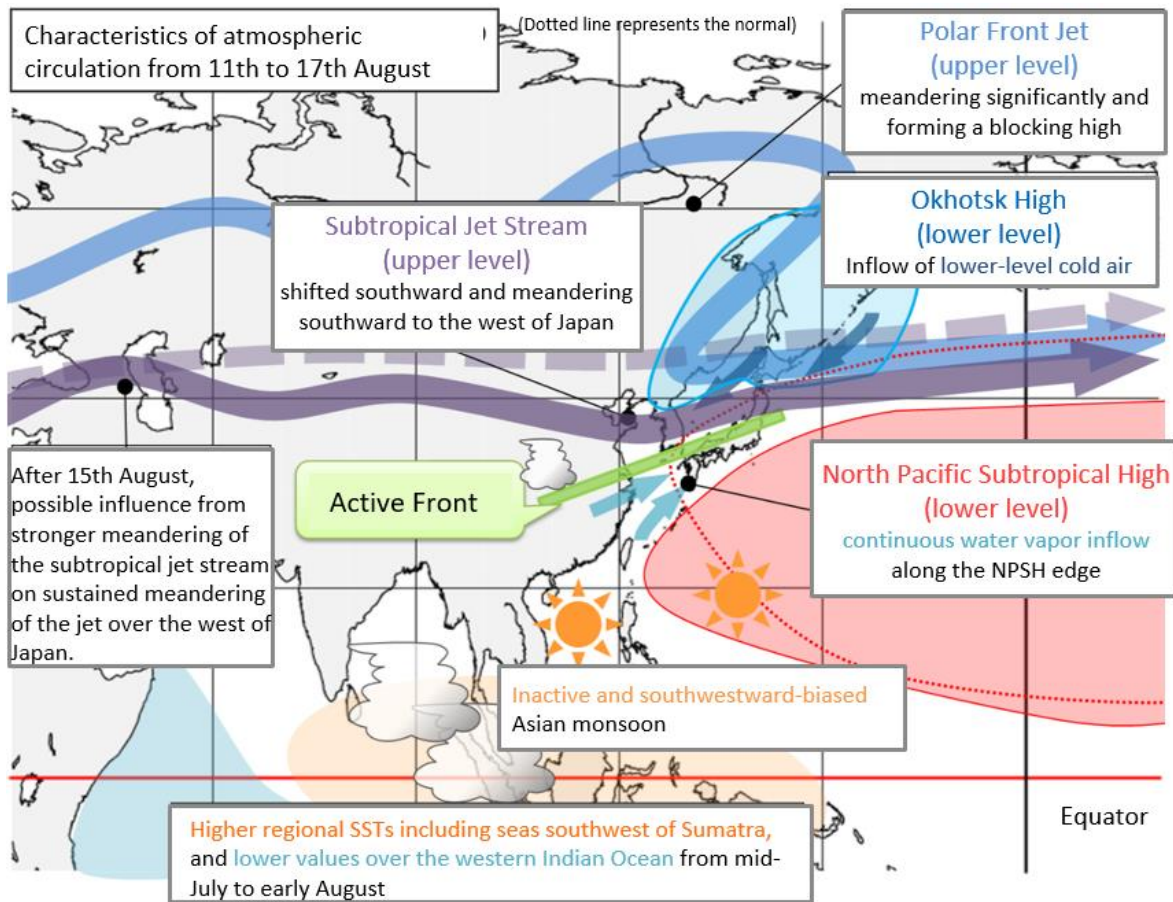 Characteristics of atmospheric
circulation from 11th to 17th August
)
(Dotted line represents the normal)
Polar Front Jet
(upper level)
meandering significantly and
forming a blocking high
Okhotsk High
(lower level)
Inflow of lower-level cold air
Subtropical Jet Stream
(upper level)
shifted southward and meandering
southward to the west of Japan
After 15th August,
possible influence from
stronger meandering of
the subtropical jet stream
on sustained meandering
of the jet over the west of
Japan.
Active Front
North Pacific Subtropical High
(lower level)
continuous water vapor inflow
along the NPSH edge
Inactive and southwestward-biased
Asian monsoon
Equator
Higher regional SSTs including seas southwest of Sumatra,
and lower values over the western Indian Ocean from mid-
July to early August